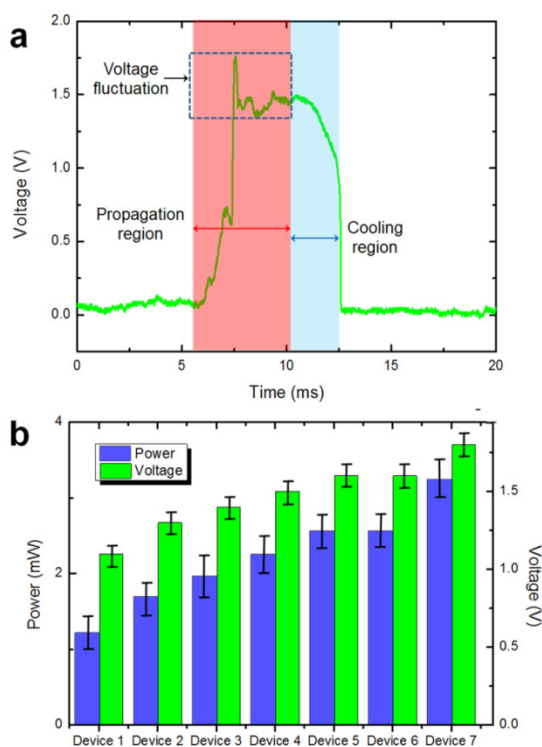 a
2.0
1.5
1.0
0.5
0.0
Voltage (V)
Voltage
fluctuation
Propagation
region
Cooling
region
0
5
10
15
20
Time (ms)
b
4
2
0
Power (mW)
Power
Voltage
1.5
1.0
0.5
0.0
Voltage (V)
Device 1 Device 2 Device 3 Device 4 Device 5 Device 6 Device 7